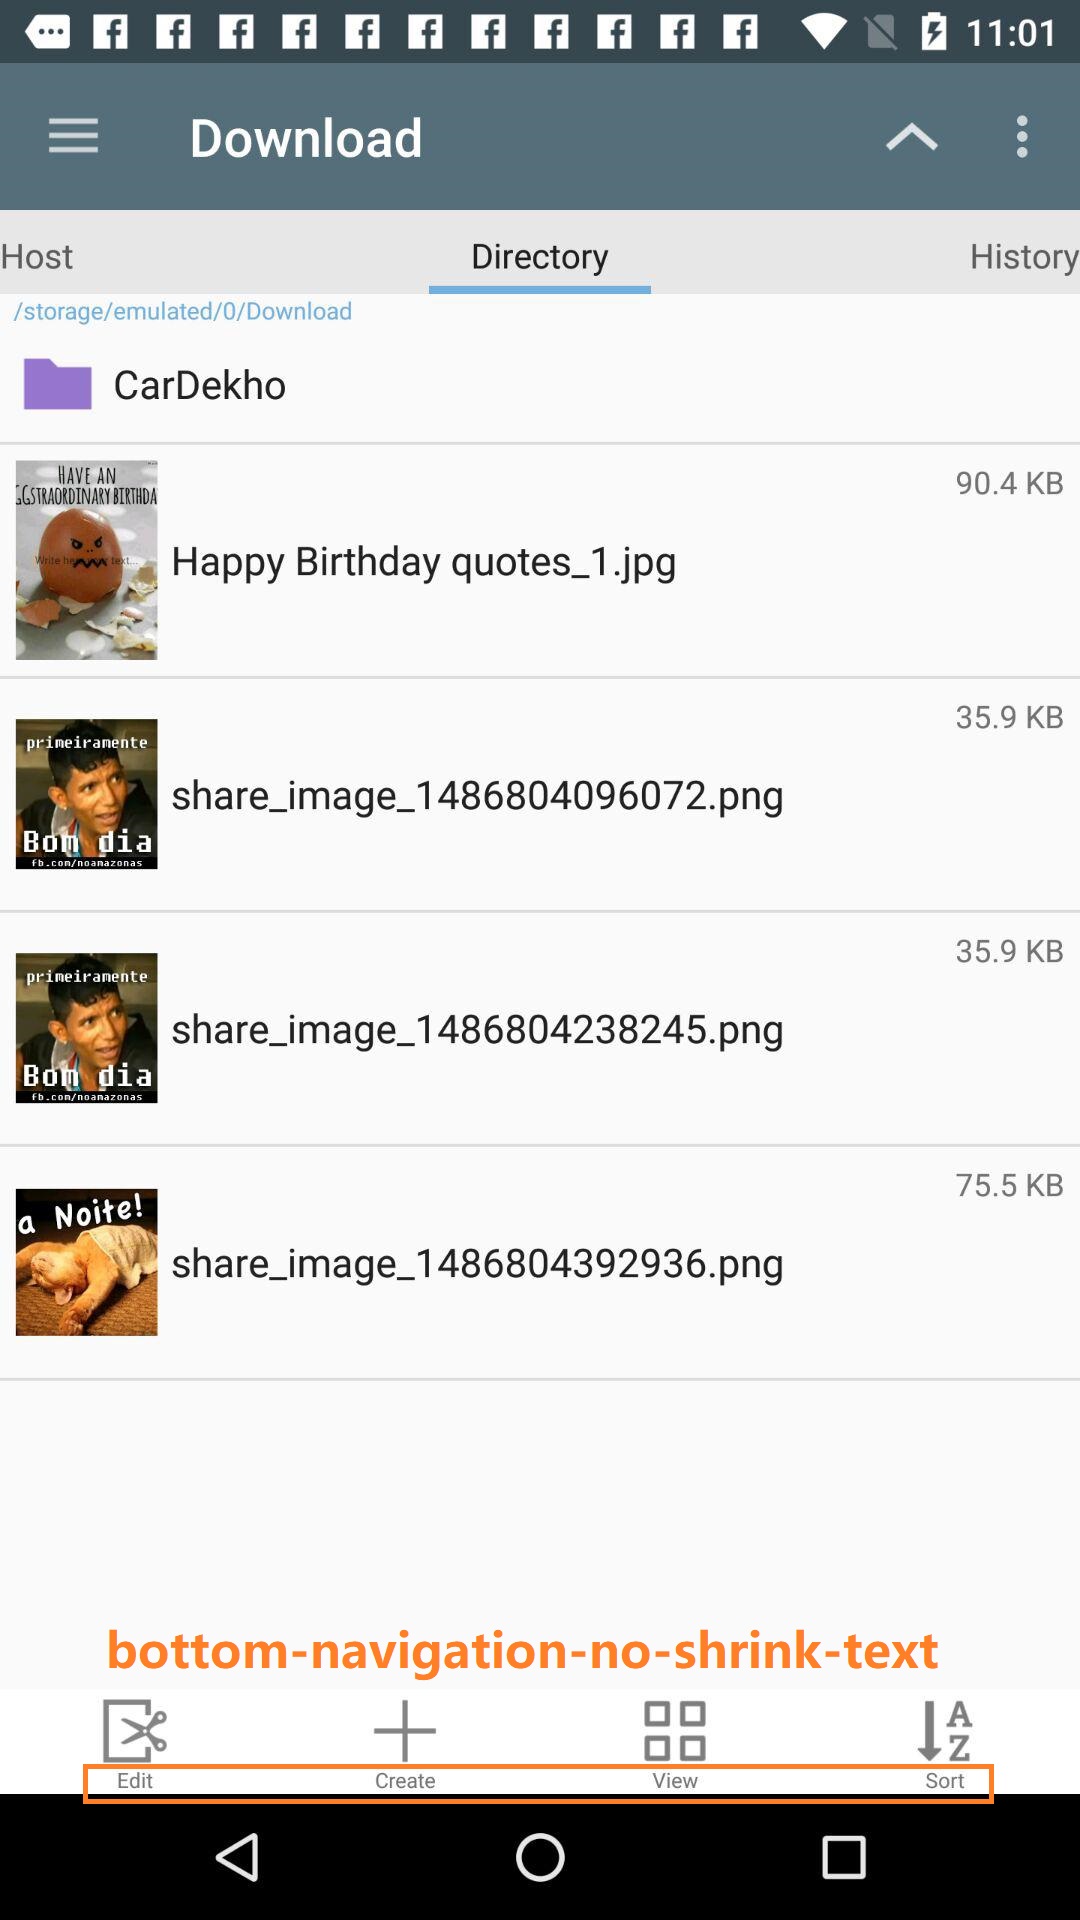 11:01
Download
Host Directory History
/storage/emulated/0/Download
CarDekho
HAVE AN
GGSTRAORDINARY BIRTHDA
90.4 KB
Happy Birthday quotes_1.jpg
primeiramente
Bom dia
fb.com/noamazonas
35.9 KB
share_image_1486804096072.png
primeiramente
Bom dia
fb.com/noamazonas
35.9 KB
share_image_1486804238245.png
a Noite!
75.5 KB
share_image_1486804392936.png
bottom-navigation-no-shrink-text
A
Z
Edit Create View Sort